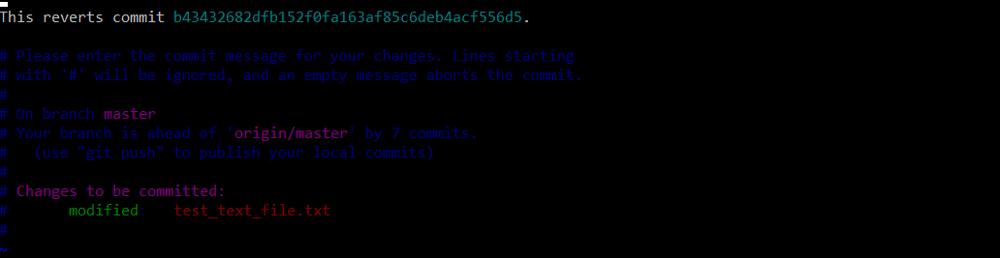 This reverts commit b43432682dfb152f0fa163af85c6deb4acf556d5.
# Please enter the commit message for your changes. Lines starting
# with '#' will be ignored, and an empty message aborts the commit.
#
# On branch master
# Your branch is ahead of 'origin/master' by 7 commits.
#   (use "git push" to publish your local commits)
#
# Changes to be committed:
#       modified:   test_text_file.txt
#
~